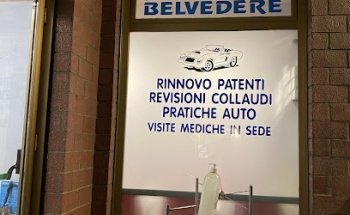 BELVEDERE
RINNOVO PATENTI
REVISIONI COLLAUDI
PRATICHE AUTO
VISITE MEDICHE IN SEDE